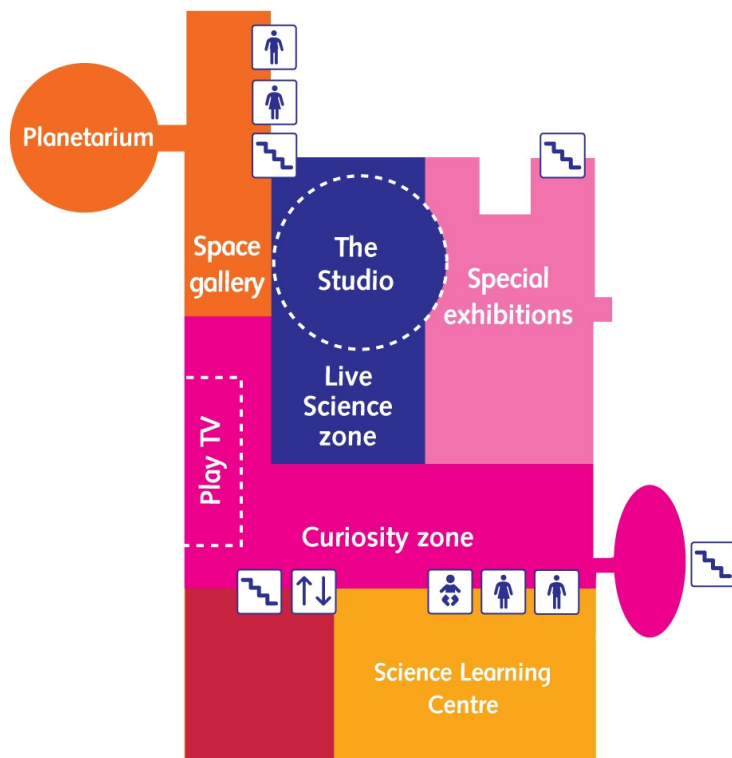 Planetarium
Space
gallery
The
Studio
Special
exhibitions
Live
Science
zone
Play TV
Curiosity zone
Science Learning
Centre